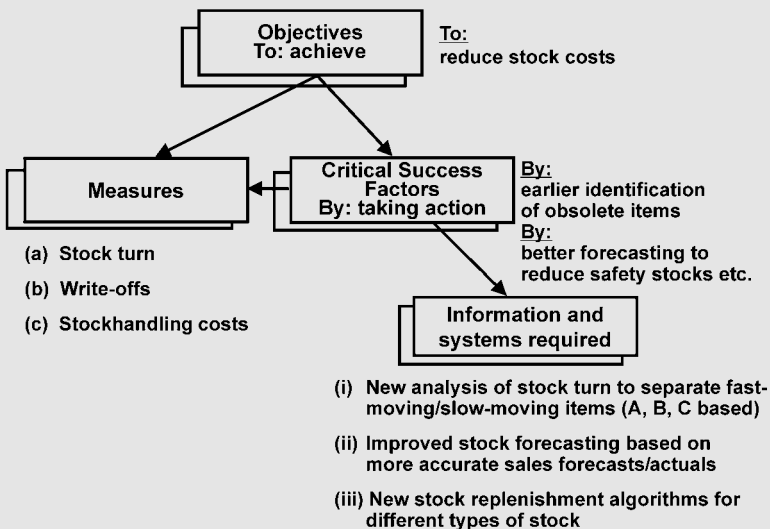 Objectives
To: achieve
To:
reduce stock costs
Measures
Critical Success
Factors
By: taking action
By:
earlier identification
of obsolete items
By:
better forecasting to
reduce safety stocks etc.
(a) Stock turn
(b) Write-offs
(c) Stockhandling costs
Information and
systems required
(i) New analysis of stock turn to separate fast-
moving/slow-moving items (A, B, C based)
(ii) Improved stock forecasting based on
more accurate sales forecasts/actuals
(iii) New stock replenishment algorithms for
different types of stock